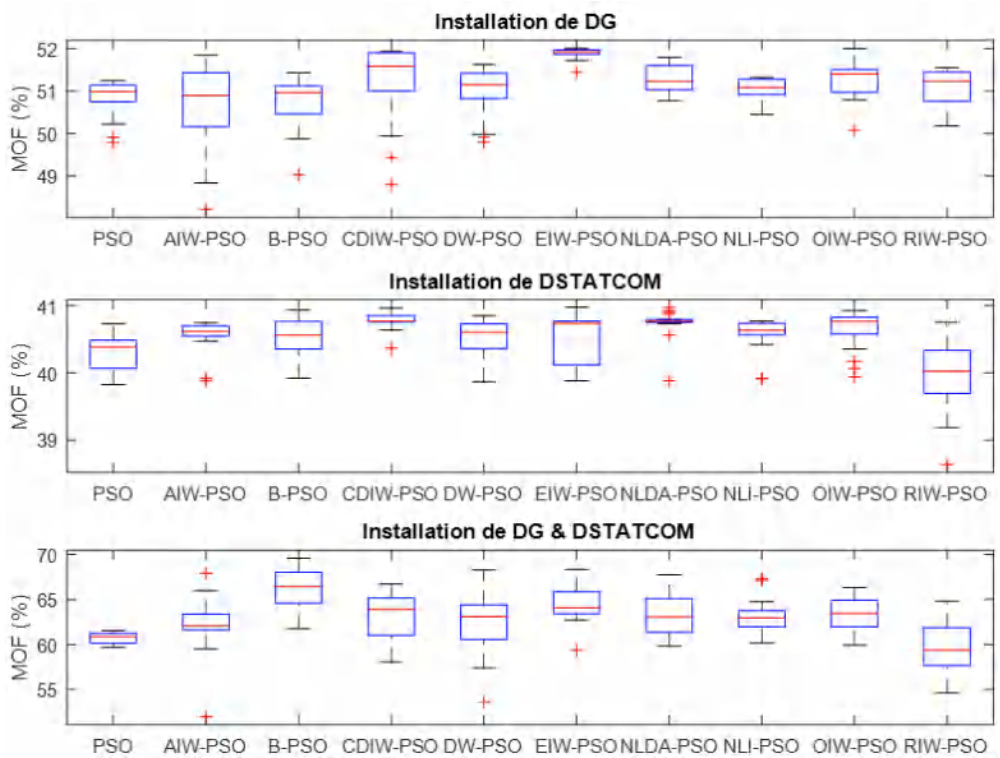 Installation de DG
MOF (%)
52
51
50
49
PSO AIW-PSO B-PSO CDIW-PSO DW-PSO EIW-PSO NLDA-PSO NLI-PSO OIW-PSO RIW-PSO
Installation de DSTATCOM
MOF (%)
41
40
39
PSO AIW-PSO B-PSO CDIW-PSO DW-PSO EIW-PSO NLDA-PSO NLI-PSO OIW-PSO RIW-PSO
Installation de DG & DSTATCOM
MOF (%)
70
65
60
55
PSO AIW-PSO B-PSO CDIW-PSO DW-PSO EIW-PSO NLDA-PSO NLI-PSO OIW-PSO RIW-PSO